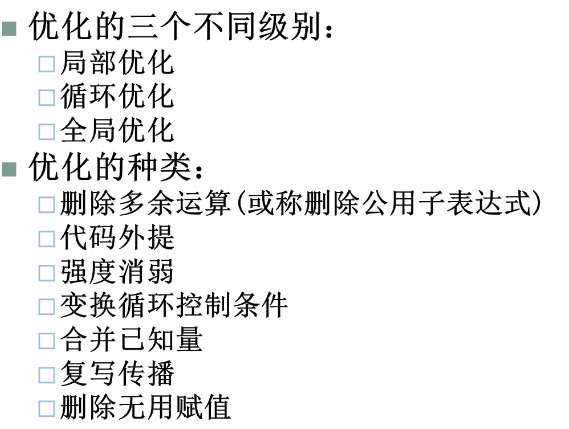 优化的三个不同级别：
局部优化
循环优化
全局优化
优化的种类：
删除多余运算(或称删除公用子表达式)
代码外提
强度消弱
变换循环控制条件
合并已知量
复写传播
删除无用赋值